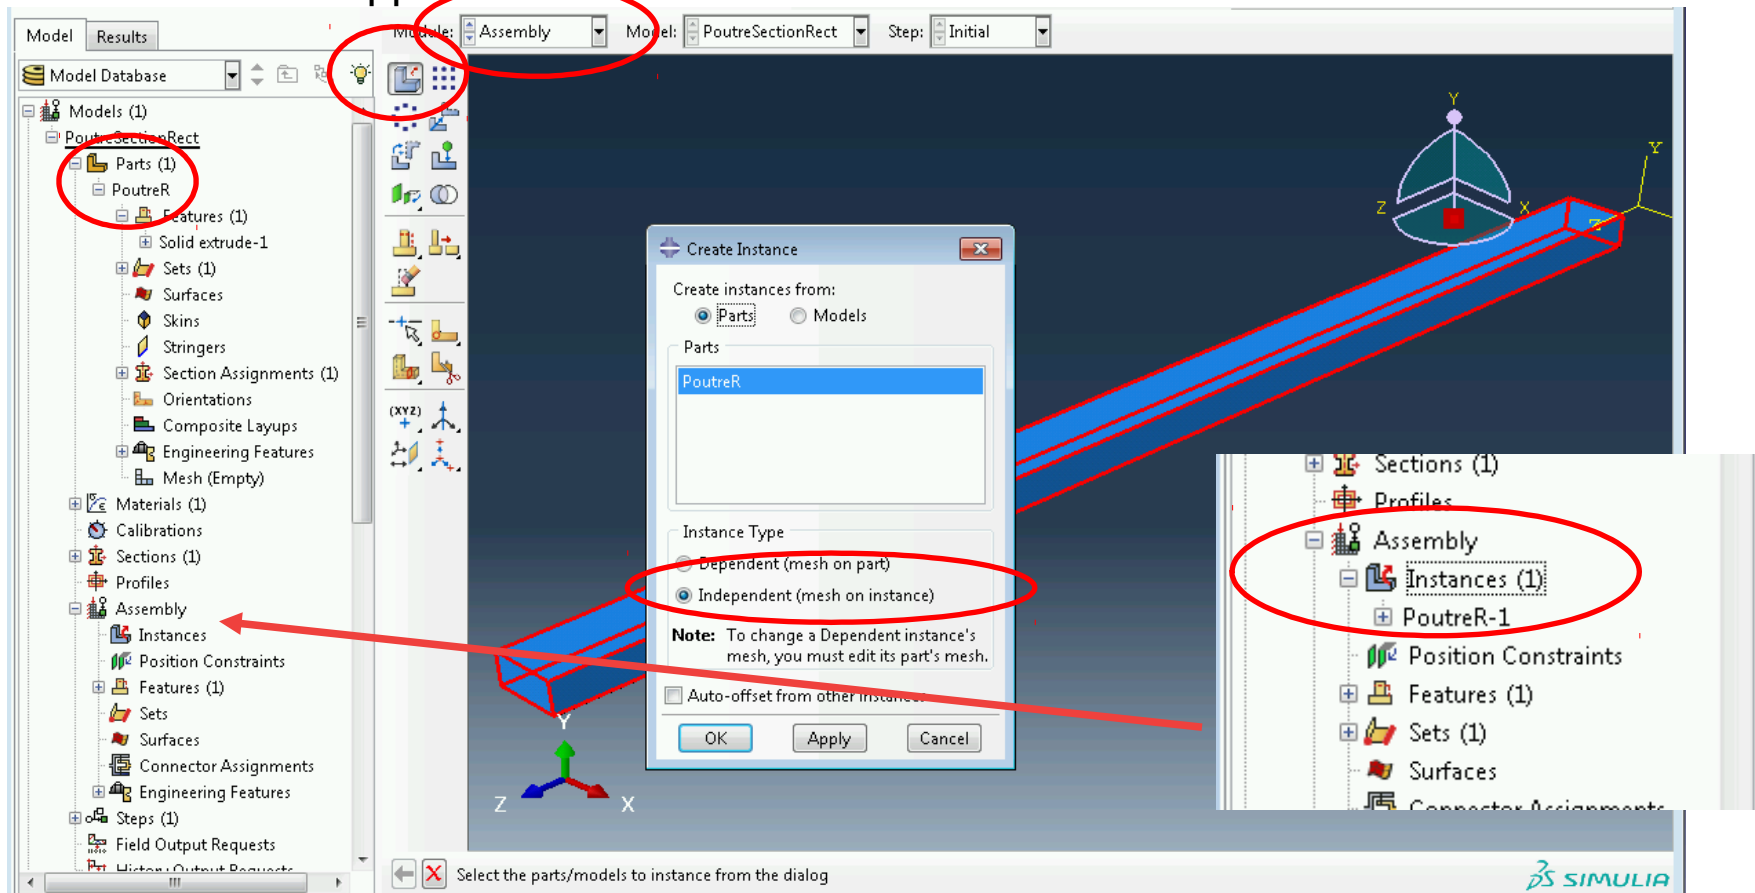 Model Results
Module: Assembly Model: PoutreSectionRect Step: Initial
Model Database
Models (1)
PoutreSectionRect
Parts (1)
PoutreR
Features (1)
Solid extrude-1
Sets (1)
Surfaces
Skins
Stringers
Section Assignments (1)
Orientations
Composite Layups
Engineering Features
Mesh (Empty)
Materials (1)
Calibrations
Sections (1)
Profiles
Assembly
Instances
Position Constraints
Features (1)
Sets
Surfaces
Connector Assignments
Engineering Features
Steps (1)
Field Output Requests
History Output Requests
(XYZ)
Create Instance
Create instances from:
Parts Models
Parts
PoutreR
Instance Type
Dependent (mesh on part)
Independent (mesh on instance)
Note: To change a Dependent instance's
mesh, you must edit its part's mesh.
Auto-offset from other instances
OK Apply Cancel
Y
Z X
Y
Z
Y
Z X
Sections (1)
Profiles
Assembly
Instances (1)
PoutreR-1
Position Constraints
Features (1)
Sets (1)
Surfaces
Connector Assignments
Select the parts/models to instance from the dialog
SIMULIA